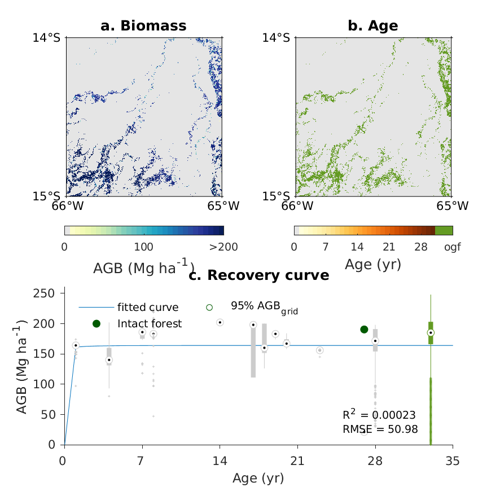 a. Biomass
b. Age
14°S
15°S
66°W
65°W
14°S
15°S
66°W
65°W
0
100
>200
AGB (Mg ha-1)
0
7
14
21
28
ogf
Age (yr)
c. Recovery curve
fitted curve
95% AGBgrid
Intact forest
R2 = 0.00023
RMSE = 50.98
250
200
150
100
50
0
AGB (Mg ha-1)
0
7
14
21
28
35
Age (yr)